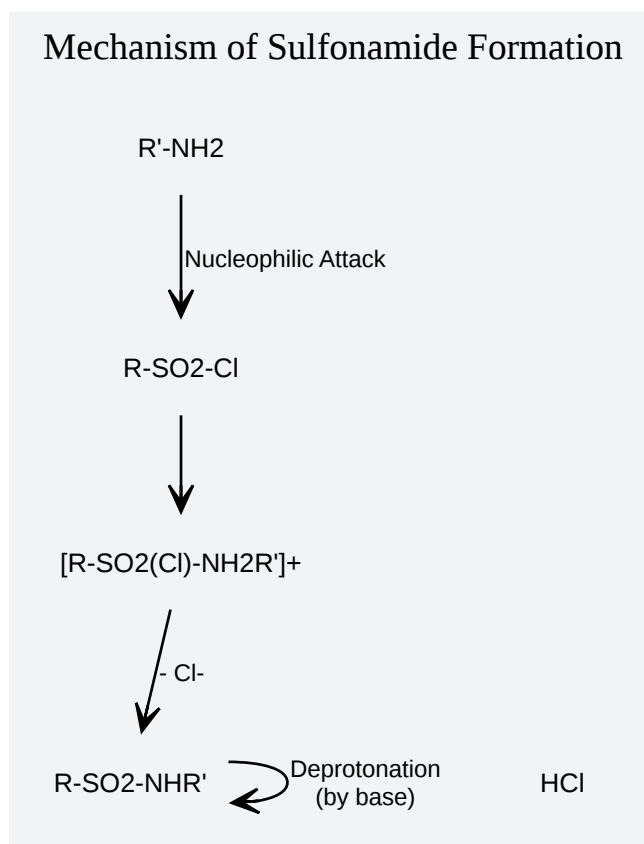 Mechanism of Sulfonamide Formation
R'-NH2
Nucleophilic Attack
R-SO2-Cl
[R-SO2(Cl)-NH2R']+
- Cl-
R-SO2-NHR'
Deprotonation
(by base)
HCl